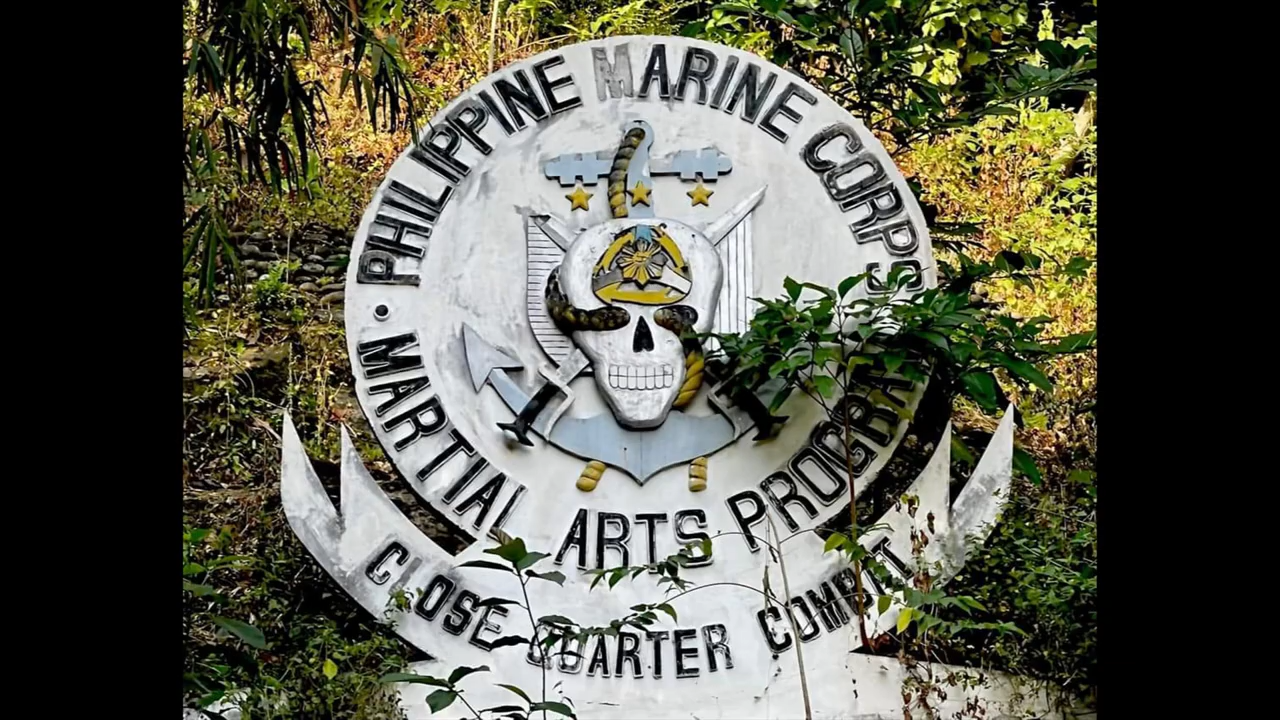 PHILIPPINE MARINE CORPS
MARTIAL ARTS PROGRAM
CLOSE QUARTER COMBAT